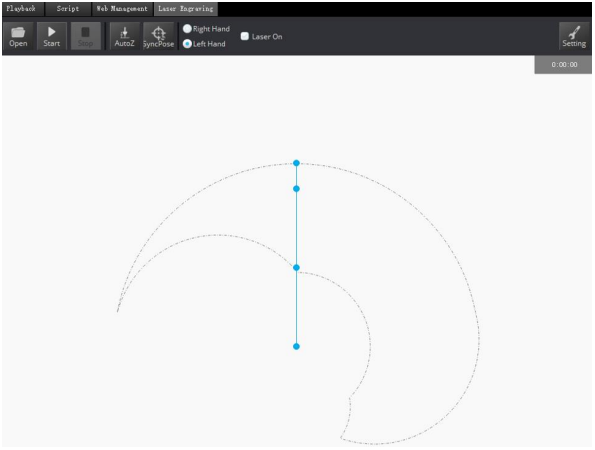 Playback Script Web Management Laser Engraving
Open Start Stop AutoZ SyncPose Right Hand Left Hand Laser On Setting
0:00:00